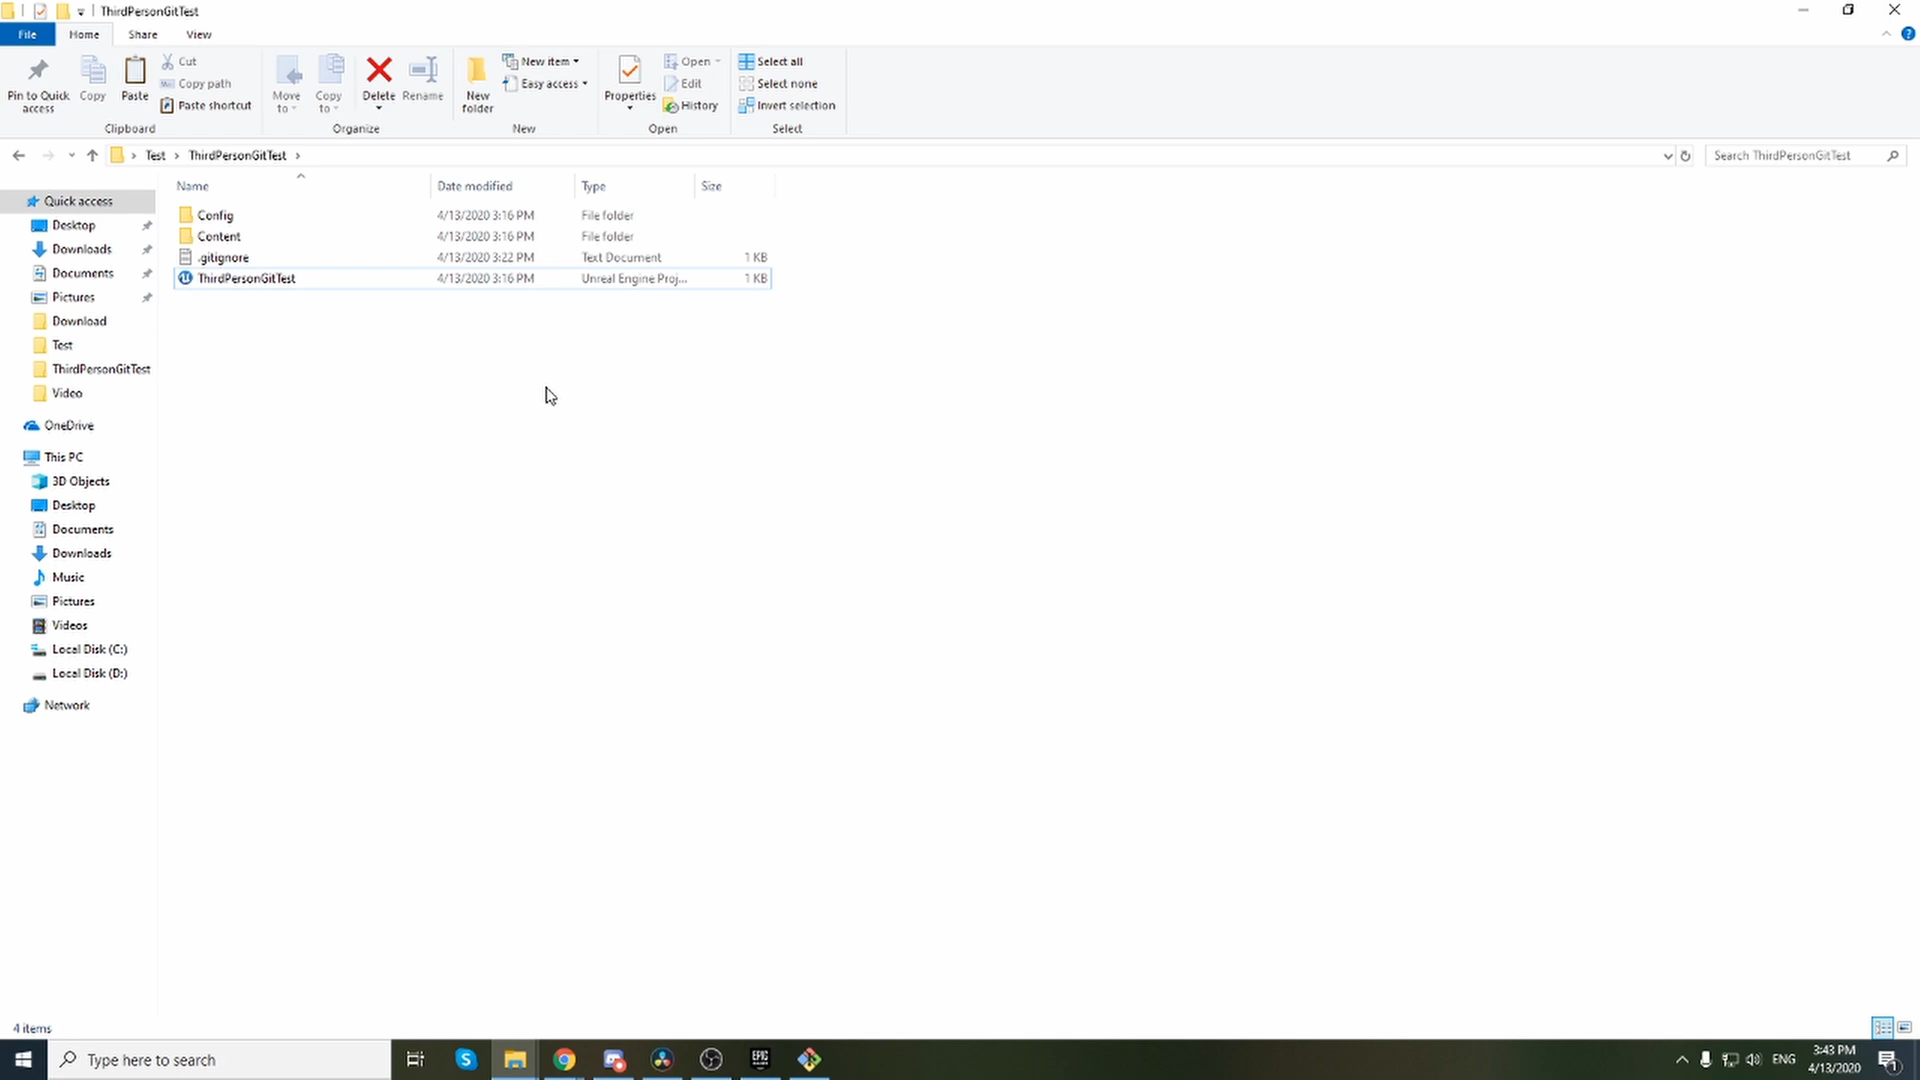 ThirdPersonGitTest
File Home Share View
Pin to Quick access
Copy
Paste
Cut
Copy path
Paste shortcut
Clipboard
Move to
Copy to
Delete
Rename
Organize
New folder
New item
Easy access
New
Properties
Open
Edit
History
Open
Select all
Select none
Invert selection
Select
Test ThirdPersonGitTest
Search ThirdPersonGitTest
Name Date modified Type Size
Config 4/13/2020 3:16 PM File folder
Content 4/13/2020 3:16 PM File folder
.gitignore 4/13/2020 3:22 PM Text Document 1 KB
ThirdPersonGitTest 4/13/2020 3:16 PM Unreal Engine Proj... 1 KB
Quick access
Desktop
Downloads
Documents
Pictures
Download
Test
ThirdPersonGitTest
Video
OneDrive
This PC
3D Objects
Desktop
Documents
Downloads
Music
Pictures
Videos
Local Disk (C:)
Local Disk (D:)
Network
4 items
Type here to search
EPIC
ENG
3:43 PM
4/13/2020
1